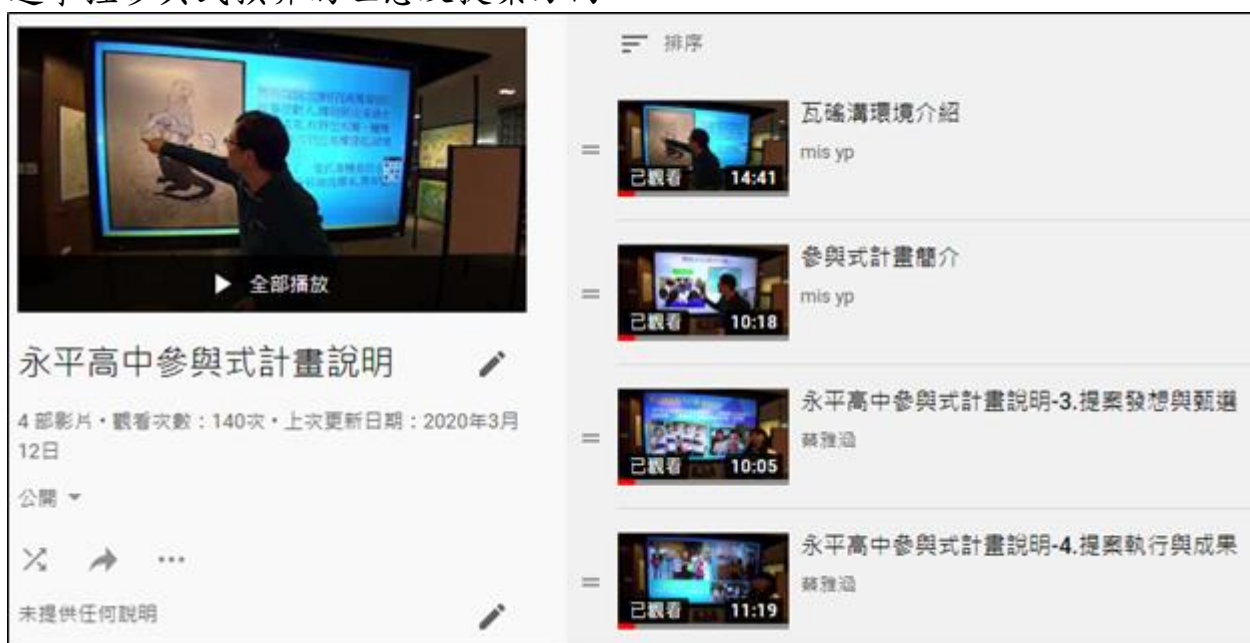 全部播放
永平高中參與式計畫說明
4 部影片・觀看次數：140次・上次更新日期：2020年3月
12日
公開
未提供任何說明
排序
瓦磘溝環境介紹
mis yp
已觀看 14:41
參與式計畫簡介
mis yp
已觀看 10:18
永平高中參與式計畫說明-3.提案發想與甄選
已觀看 10:05
永平高中參與式計畫說明-4.提案執行與成果
已觀看 11:19